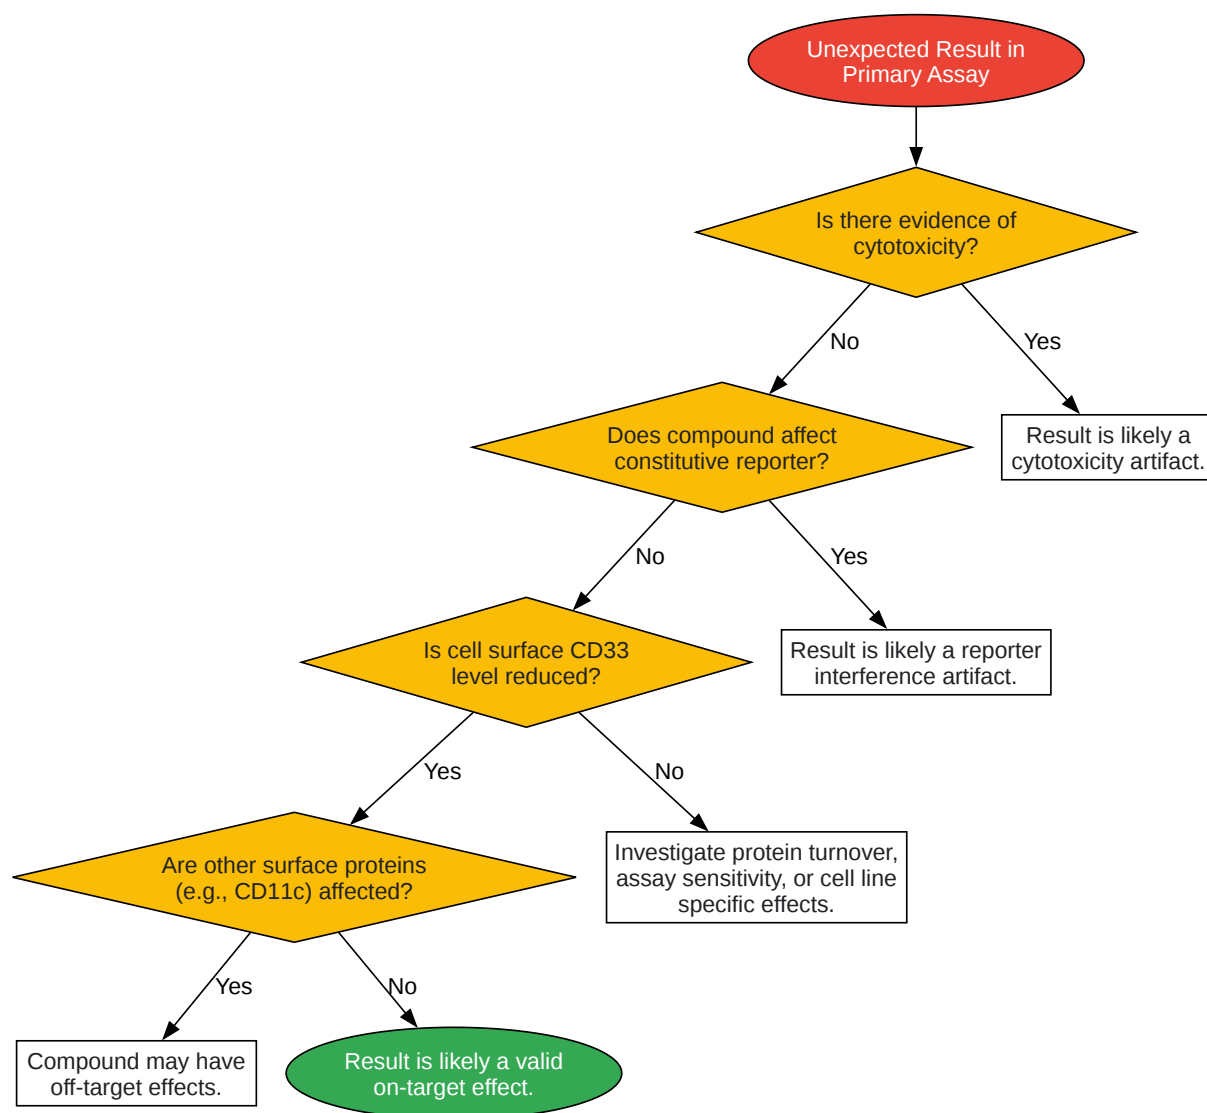 Unexpected Result in
Primary Assay
Is there evidence of
cytotoxicity?
No
Yes
Does compound affect
constitutive reporter?
Result is likely a
cytotoxicity artifact.
No
Yes
Is cell surface CD33
level reduced?
Result is likely a reporter
interference artifact.
Yes
No
Are other surface proteins
(e.g., CD11c) affected?
Investigate protein turnover,
assay sensitivity, or cell line
specific effects.
Yes
No
Compound may have
off-target effects.
Result is likely a valid
on-target effect.